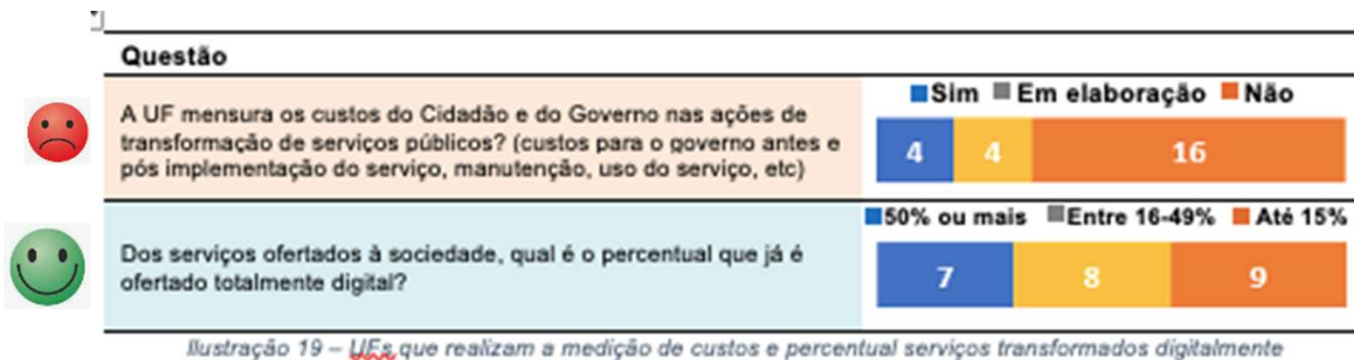 Questão
A UF mensura os custos do Cidadão e do Governo nas ações de
transformação de serviços públicos? (custos para o governo antes e
pós implementação do serviço, manutenção, uso do serviço, etc)
Sim Em elaboração Não
4 4 16
Dos serviços ofertados à sociedade, qual é o percentual que já é
ofertado totalmente digital?
50% ou mais Entre 16-49% Até 15%
7 8 9
Ilustração 19 – UFs que realizam a medição de custos e percentual serviços transformados digitalmente